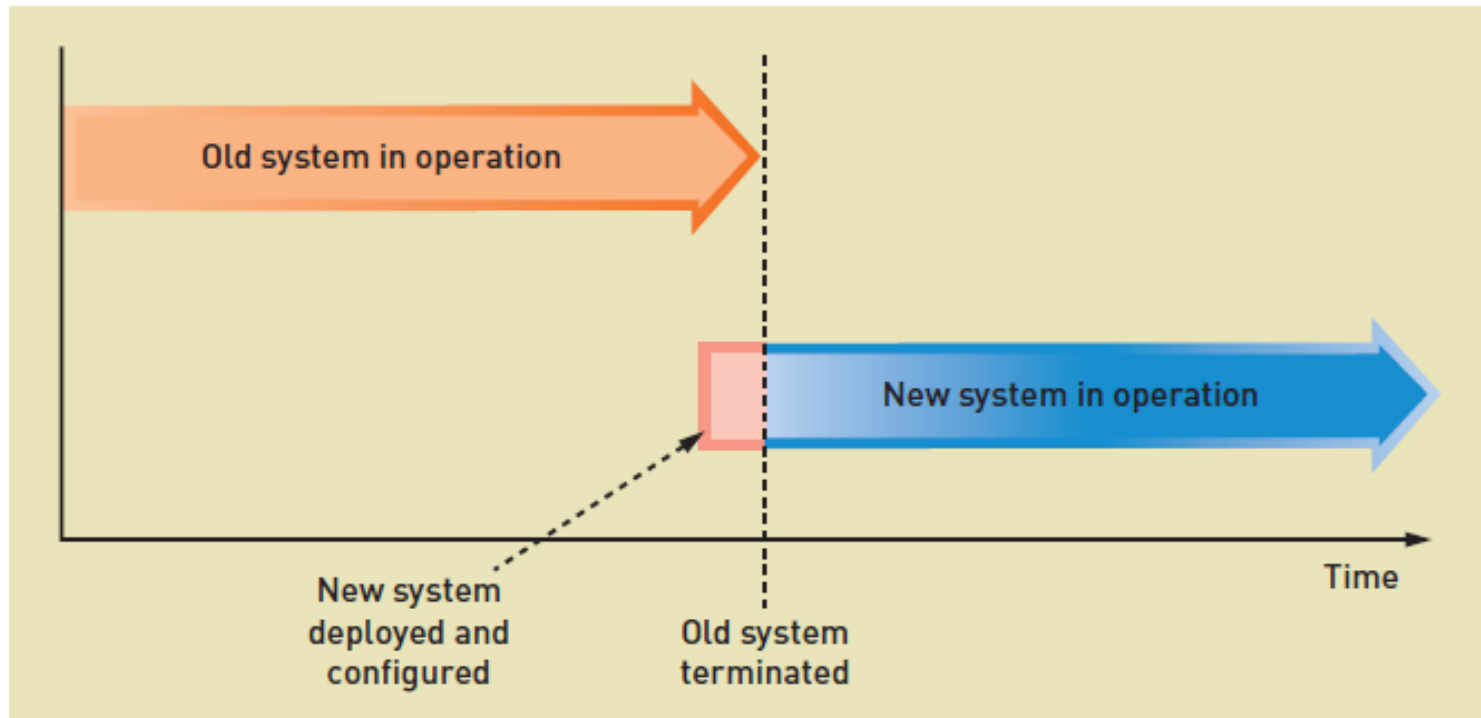 Old system in operation
New system in operation
Time
New system
deployed and
configured
Old system
terminated